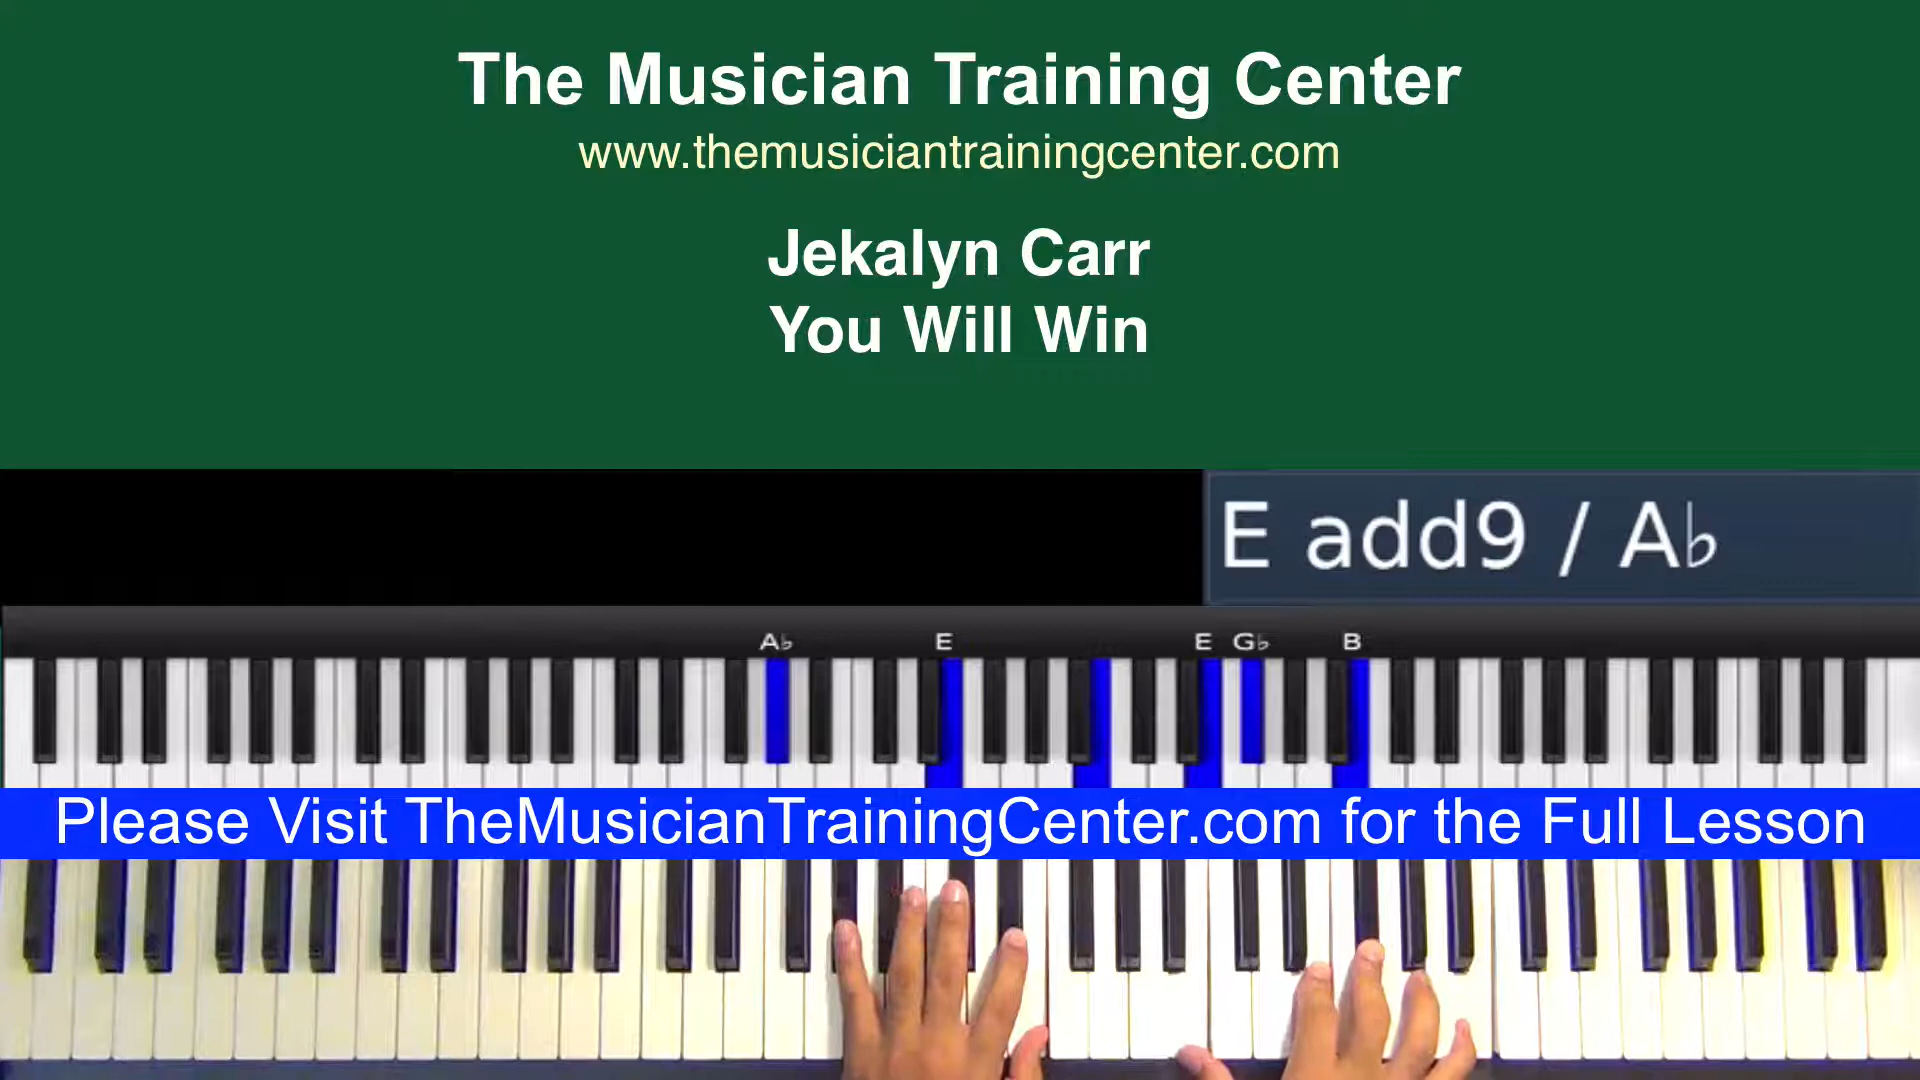 The Musician Training Center
www.themusiciantrainingcenter.com
Jekalyn Carr
You Will Win
E add9 / A♭
A♭ E E G♭ B
Please Visit TheMusicianTrainingCenter.com for the Full Lesson